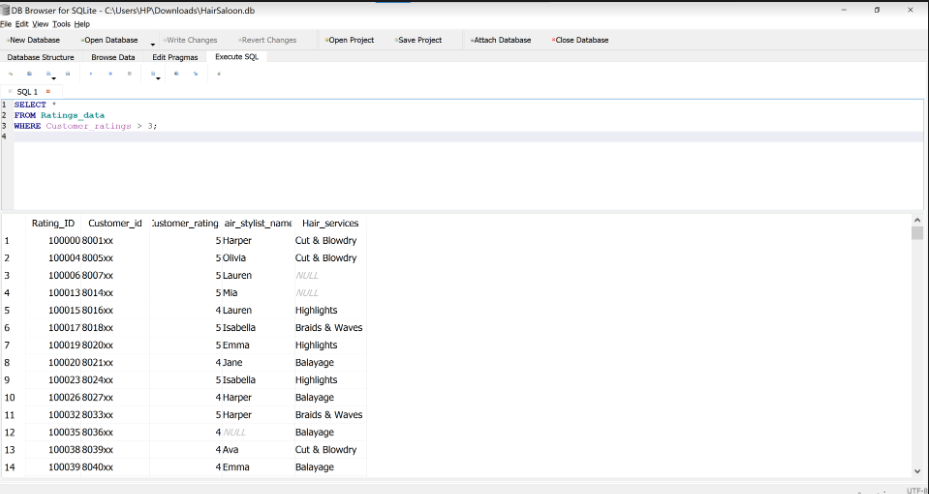 DB Browser for SQLite - C:\Users\HP\Downloads\HairSaloon.db
File Edit View Tools Help
New Database Open Database Write Changes Revert Changes Open Project Save Project Attach Database Close Database
Database Structure Browse Data Edit Pragmas Execute SQL
SQL 1
1 SELECT *
2 FROM Ratings_data
3 WHERE Customer_ratings > 3;
4
Rating_ID Customer_id Customer_rating air_stylist_name Hair_services
1 100000 8001xx 5 Harper Cut & Blowdry
2 100004 8005xx 5 Olivia Cut & Blowdry
3 100006 8007xx 5 Lauren NULL
4 100013 8014xx 5 Mia NULL
5 100015 8016xx 4 Lauren Highlights
6 100017 8018xx 5 Isabella Braids & Waves
7 100019 8020xx 5 Emma Highlights
8 100020 8021xx 4 Jane Balayage
9 100023 8024xx 5 Isabella Highlights
10 100026 8027xx 4 Harper Balayage
11 100032 8033xx 5 Harper Braids & Waves
12 100035 8036xx 4 NULL Balayage
13 100038 8039xx 4 Ava Cut & Blowdry
14 100039 8040xx 4 Emma Balayage